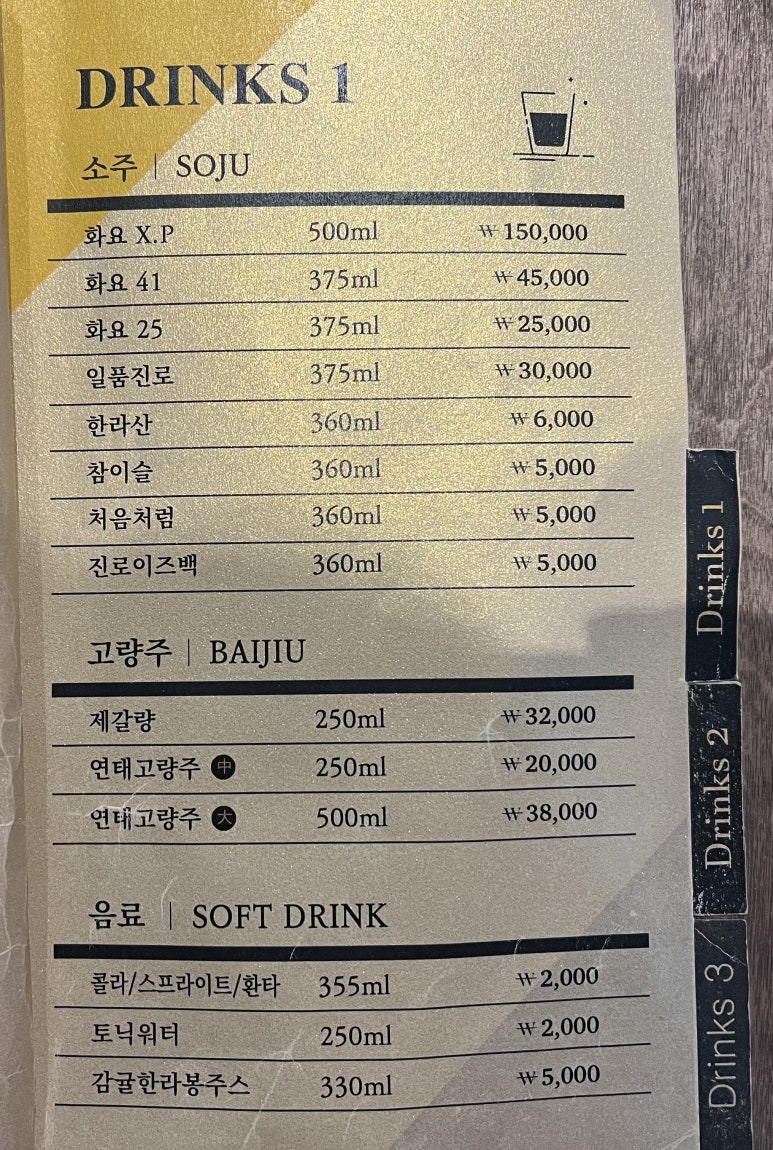 DRINKS 1
소주 | SOJU
화요 X.P 500ml ₩150,000
화요 41 375ml ₩45,000
화요 25 375ml ₩25,000
일품진로 375ml ₩30,000
한라산 360ml ₩6,000
참이슬 360ml ₩5,000
처음처럼 360ml ₩5,000
진로이즈백 360ml ₩5,000
고량주 | BAIJIU
제갈량 250ml ₩32,000
연태고량주 中 250ml ₩20,000
연태고량주 大 500ml ₩38,000
음료 | SOFT DRINK
콜라/스프라이트/환타 355ml ₩2,000
토닉워터 250ml ₩2,000
감귤한라봉주스 330ml ₩5,000
Drinks 1
Drinks 2
Drinks 3